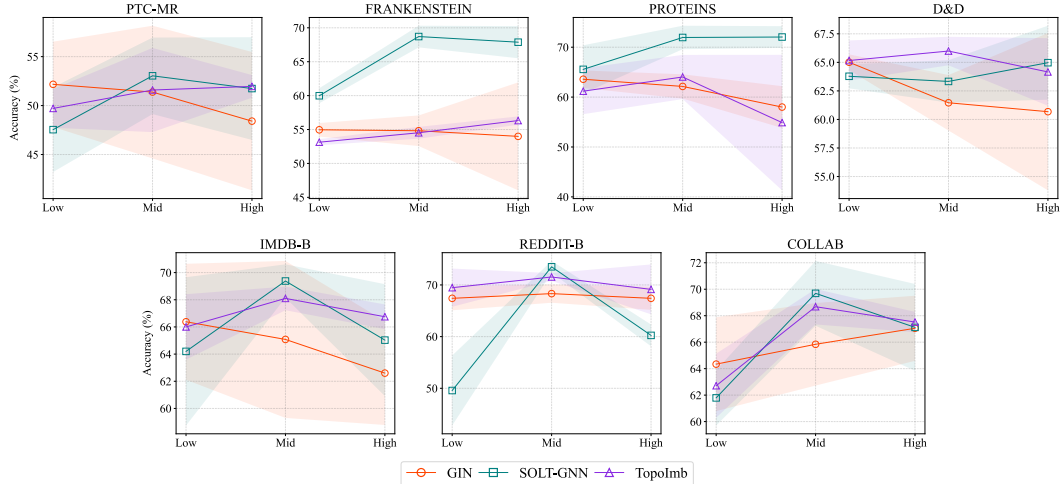 PTC-MR
FRANKENSTEIN
PROTEINS
D&D
Accuracy (%)
55
50
45
Low Mid High
70
65
60
55
50
45
Low Mid High
70
60
50
40
Low Mid High
67.5
65.0
62.5
60.0
57.5
55.0
Low Mid High
IMDB-B
REDDIT-B
COLLAB
Accuracy (%)
70
68
66
64
62
60
Low Mid High
70
60
50
Low Mid High
72
70
68
66
64
62
60
Low Mid High
GIN SOLT-GNN TopoImb